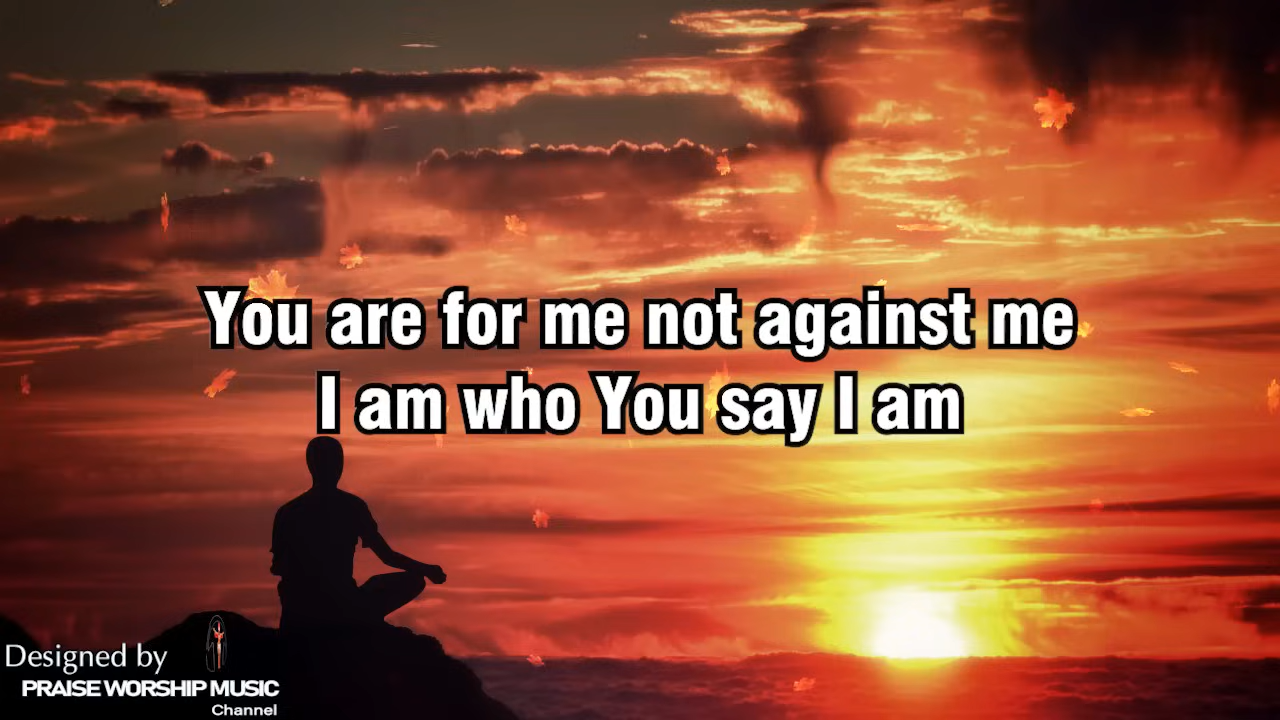 You are for me not against me
I am who You say I am
Designed by
PRAISE WORSHIP MUSIC
Channel